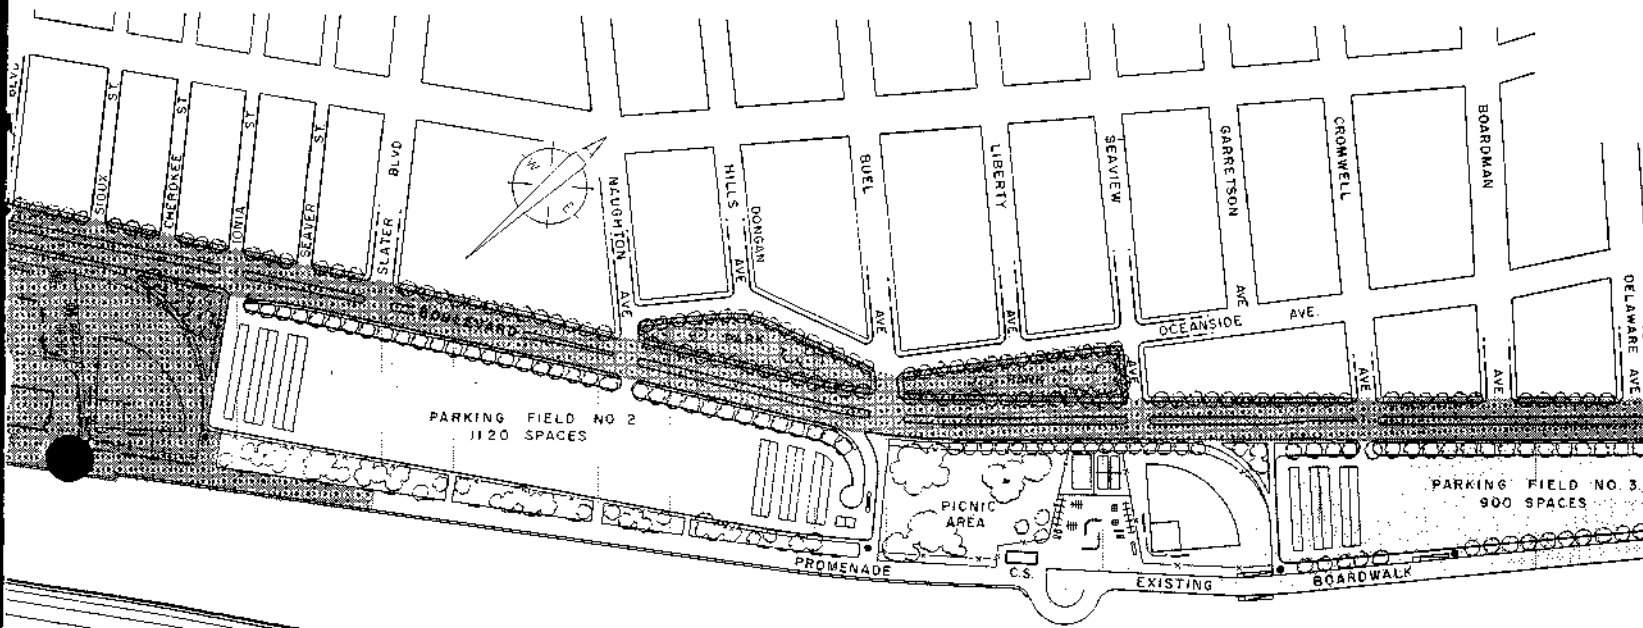 BLVD
SIOUX ST.
CHEROKEE ST
IONIA ST.
SEAVER ST.
SLATER BLVD
W
E
NAUGHTON AVE
HILLS AVE
DONGAN
BUEL AVE
LIBERTY AVE
SEAVIEW AVE
GARRETSON AVE
CROMWELL AVE
BOARDMAN AVE
DELAWARE AVE
OCEANSIDE AVE.
BOULEVARD
PARK
PARK
PARKING FIELD NO 2
1120 SPACES
PICNIC
AREA
C.S.
PARKING FIELD NO. 3
900 SPACES
PROMENADE
EXISTING
BOARDWALK